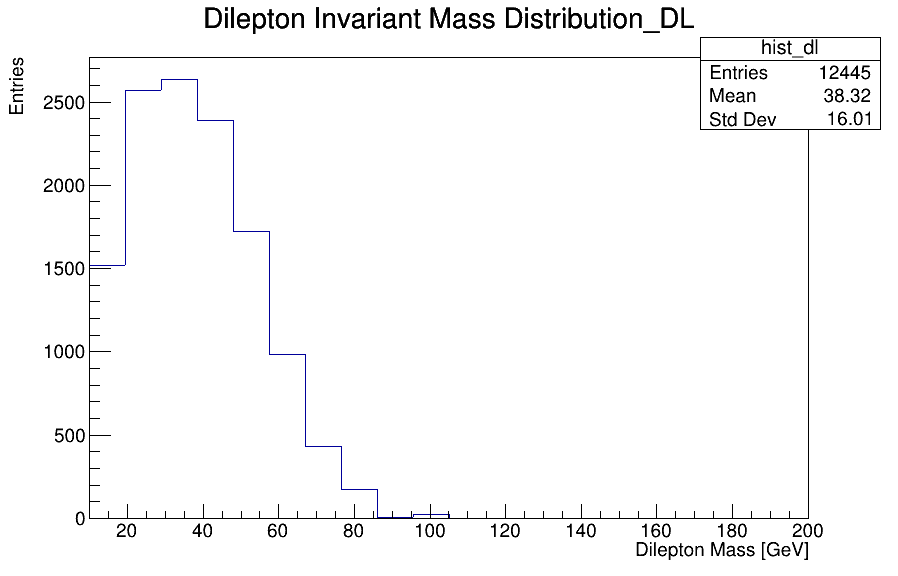 Dilepton Invariant Mass Distribution_DL
hist_dl
Entries 12445
Mean 38.32
Std Dev 16.01
Entries
2500
2000
1500
1000
500
0
20 40 60 80 100 120 140 160 180 200
Dilepton Mass [GeV]